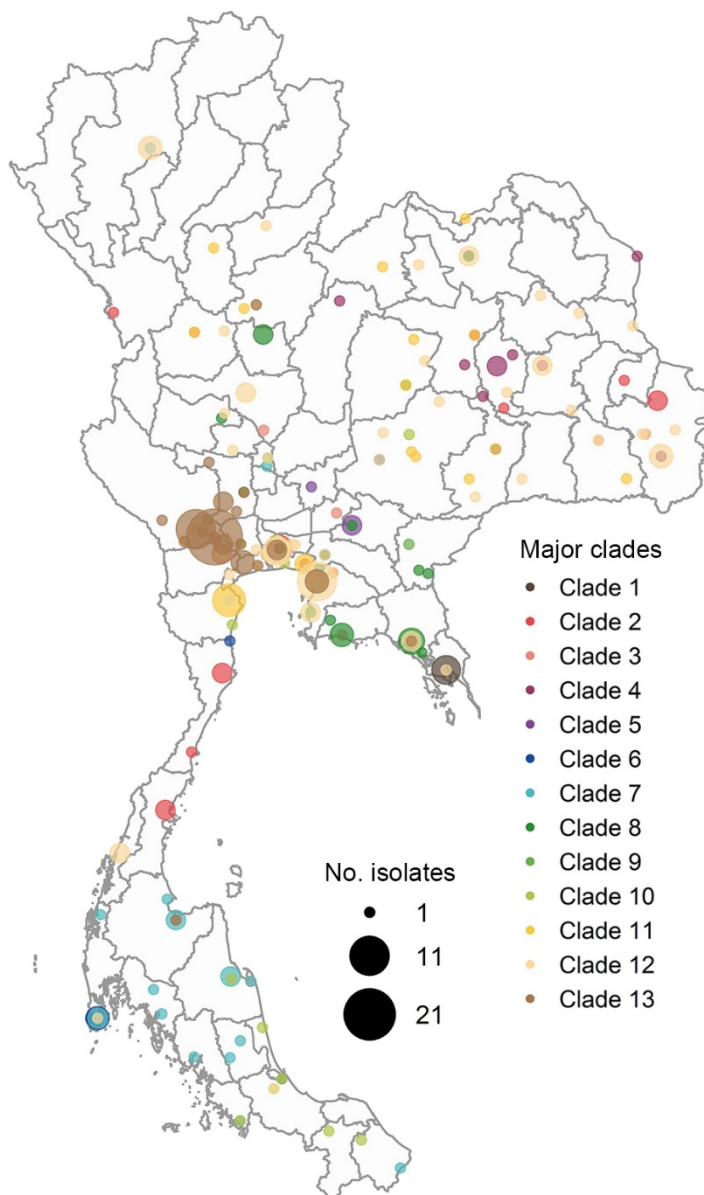 Major clades
Clade 1
Clade 2
Clade 3
Clade 4
Clade 5
Clade 6
Clade 7
Clade 8
Clade 9
Clade 10
Clade 11
Clade 12
Clade 13
No. isolates
1
11
21